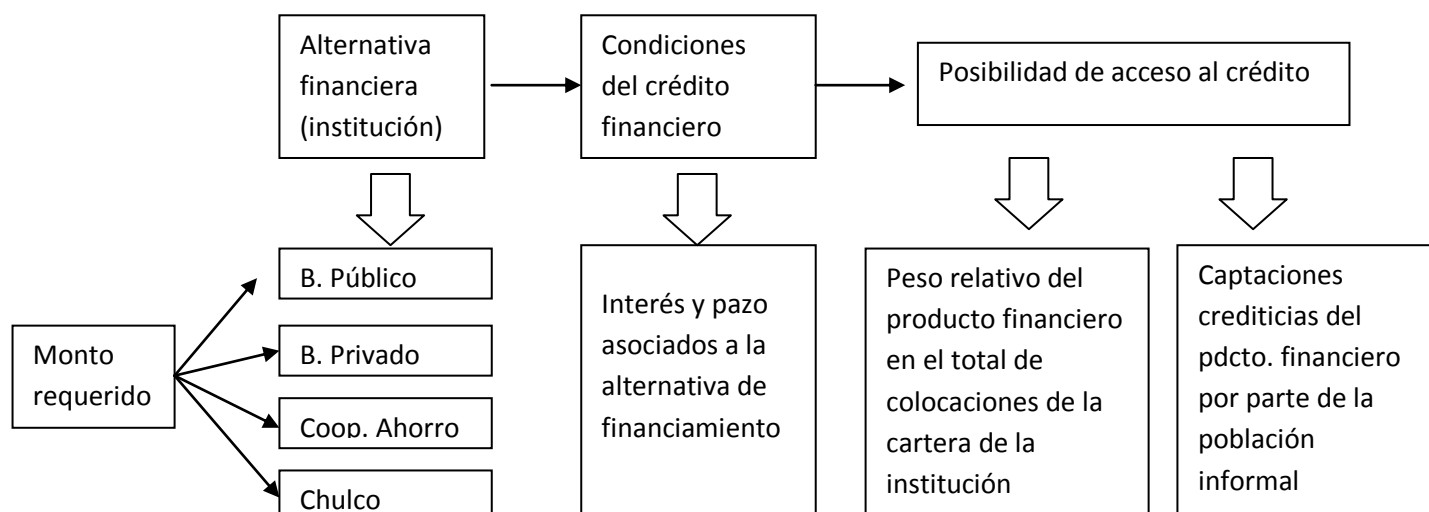 Alternativa
financiera
(institución)
Condiciones
del crédito
financiero
Posibilidad de acceso al crédito
Monto
requerido
B. Público
B. Privado
Coop. Ahorro
Chulco
Interés y pazo
asociados a la
alternativa de
financiamiento
Peso relativo del
producto financiero
en el total de
colocaciones de la
cartera de la
institución
Captaciones
crediticias del
pdcto. financiero
por parte de la
población
informal